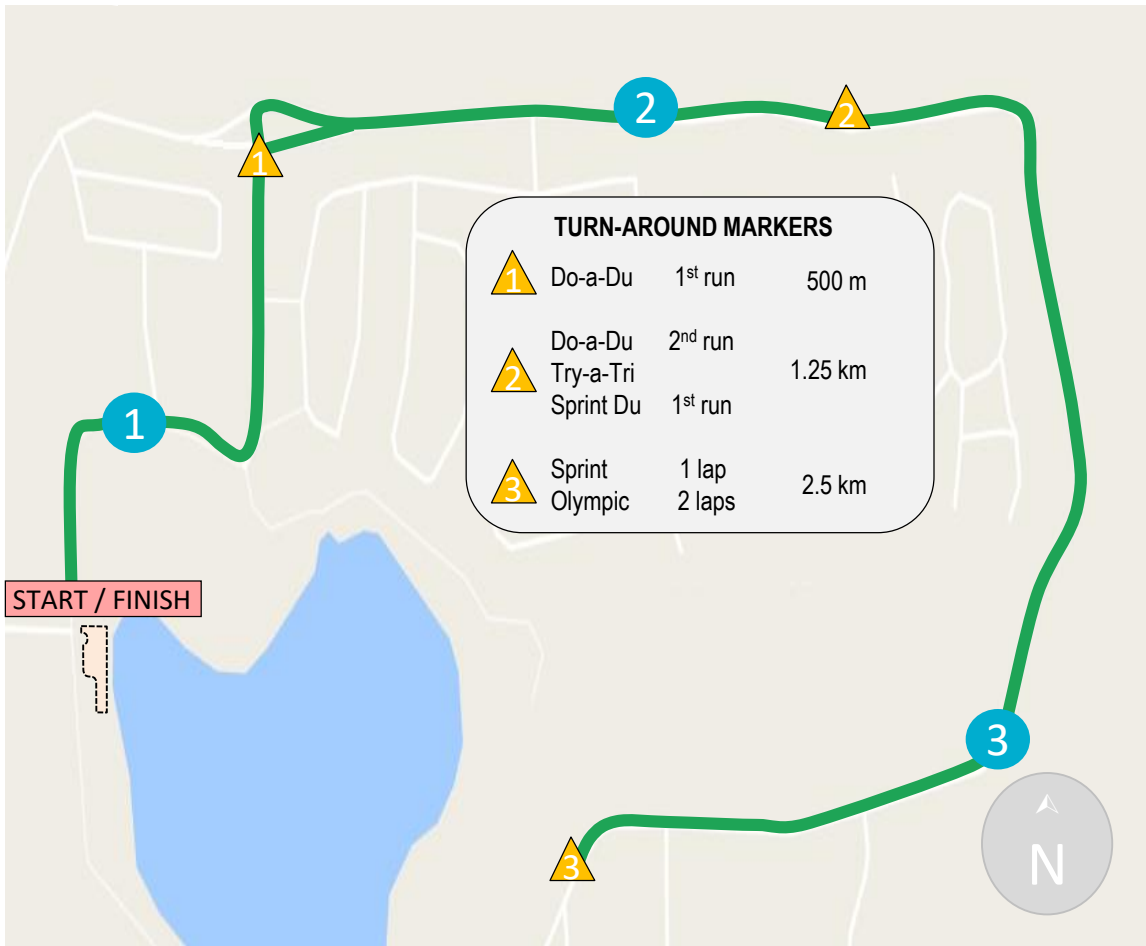 2
2
1
TURN-AROUND MARKERS
1 Do-a-Du 1st run 500 m
Do-a-Du 2nd run
2 Try-a-Tri 1.25 km
Sprint Du 1st run
3 Sprint 1 lap 2.5 km
Olympic 2 laps
1
START / FINISH
3
3
N